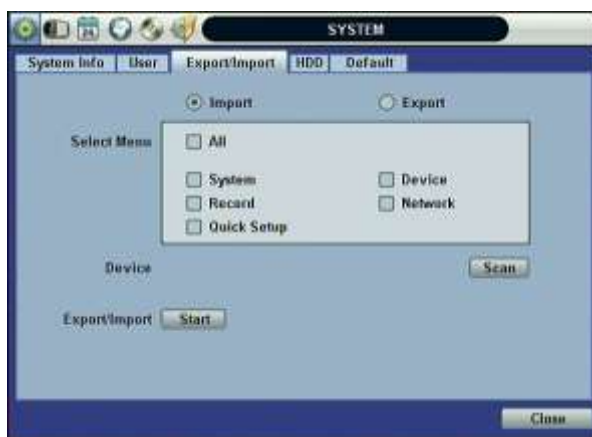 SYSTEM
24
System Info User Export/Import HDD Default
Import Export
Select Menu All
System Device
Record Network
Quick Setup
Device Scan
Export/Import Start
Close